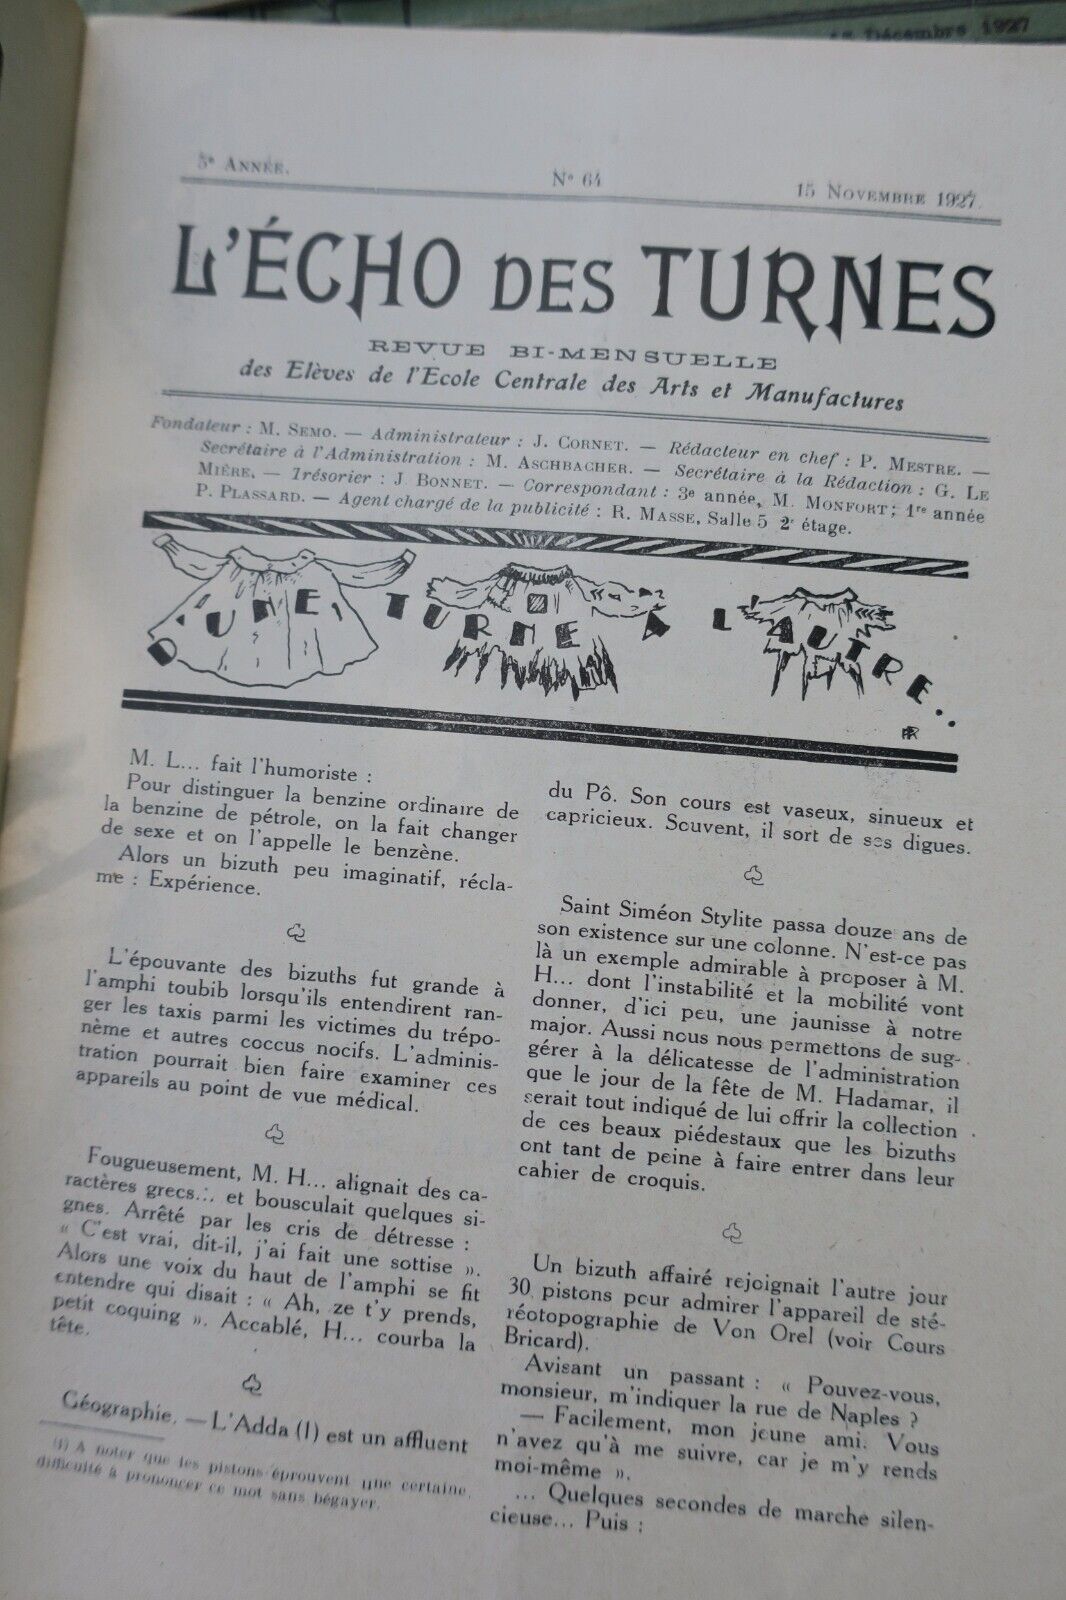 15 Décembre 1927
5e ANNÉE.
N° 64
15 NOVEMBRE 1927.
L'ÉCHO DES TURNES
REVUE BI-MENSUELLE
des Elèves de l'Ecole Centrale des Arts et Manufactures
Fondateur : M. SEMO. — Administrateur : J. CORNET. — Rédacteur en chef : P. MESTRE. —
Secrétaire à l'Administration : M. ASCHBACHER. — Secrétaire à la Rédaction : G. LE
MIÈRE. — Trésorier : J. BONNET. — Correspondant : 3e année, M. MONFORT ; 1re année
P. PLASSARD. — Agent chargé de la publicité : R. MASSE, Salle 5 2e étage.
D'UNE TURNE A L'AUTRE..
M. L... fait l'humoriste :
Pour distinguer la benzine ordinaire de
la benzine de pétrole, on la fait changer
de sexe et on l'appelle le benzène.
Alors un bizuth peu imaginatif, récla-
me : Expérience.
L'épouvante des bizuths fut grande à
l'amphi toubib lorsqu'ils entendirent ran-
ger les taxis parmi les victimes du trépo-
nème et autres coccus nocifs. L'adminis-
tration pourrait bien faire examiner ces
appareils au point de vue médical.
Fougueusement, M. H... alignait des ca-
ractères grecs... et bousculait quelques si-
gnes. Arrêté par les cris de détresse :
« C'est vrai, dit-il, j'ai fait une sottise ».
Alors une voix du haut de l'amphi se fit
entendre qui disait : « Ah, ze t'y prends,
petit coquing ». Accablé, H... courba la
tête.
Géographie. — L'Adda (1) est un affluent
(1) A noter que les pistons éprouvent une certaine
difficulté à prononcer ce mot sans bégayer.
du Pô. Son cours est vaseux, sinueux et
capricieux. Souvent, il sort de ses digues.
Saint Siméon Stylite passa douze ans de
son existence sur une colonne. N'est-ce pas
là un exemple admirable à proposer à M.
H... dont l'instabilité et la mobilité vont
donner, d'ici peu, une jaunisse à notre
major. Aussi nous nous permettons de sug-
gérer à la délicatesse de l'administration
que le jour de la fête de M. Hadamar, il
serait tout indiqué de lui offrir la collection
de ces beaux piédestaux que les bizuths
ont tant de peine à faire entrer dans leur
cahier de croquis.
Un bizuth affairé rejoignait l'autre jour
30 pistons pour admirer l'appareil de sté-
réotopographie de Von Orel (voir Cours
Bricard).
Avisant un passant : « Pouvez-vous,
monsieur, m'indiquer la rue de Naples ?
— Facilement, mon jeune ami. Vous
n'avez qu'à me suivre, car je m'y rends
moi-même ».
... Quelques secondes de marche silen-
cieuse... Puis :